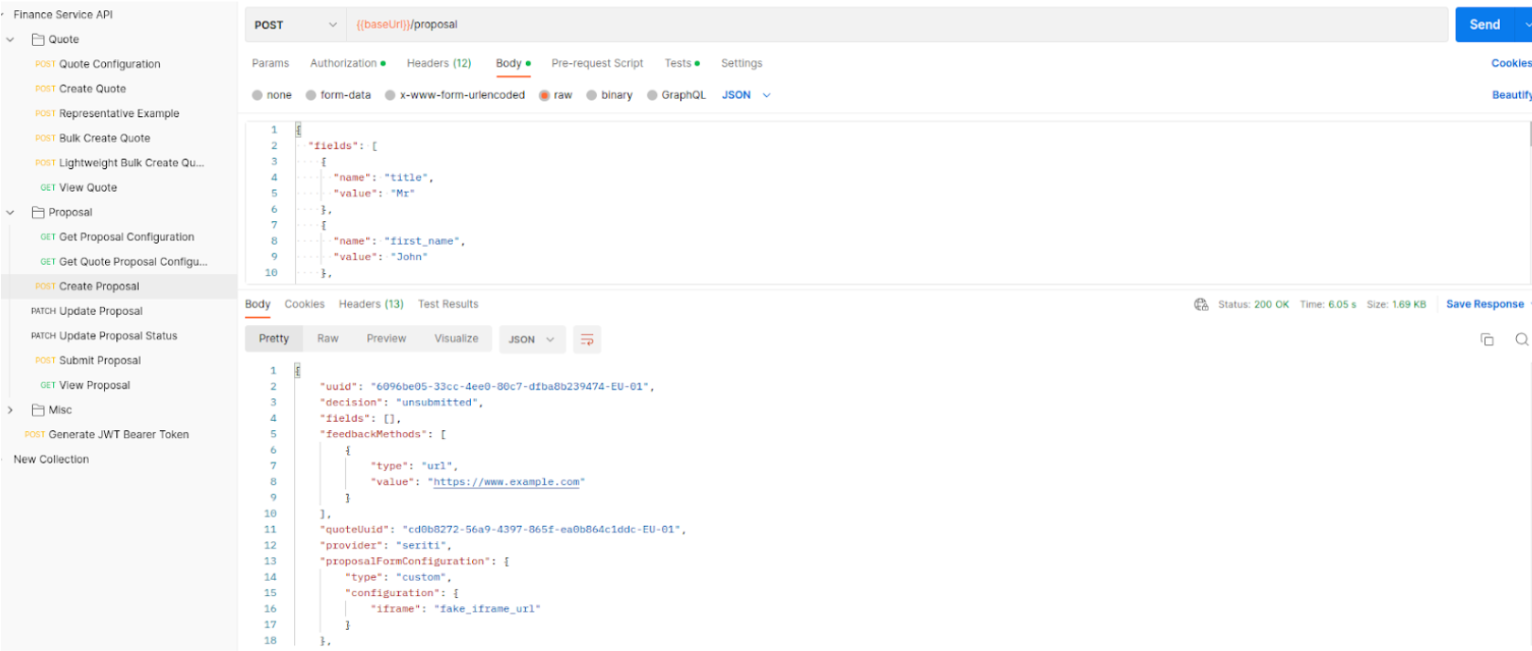 Finance Service API
Quote
POST Quote Configuration
POST Create Quote
POST Representative Example
POST Bulk Create Quote
POST Lightweight Bulk Create Qu...
GET View Quote
Proposal
GET Get Proposal Configuration
GET Get Quote Proposal Configu...
POST Create Proposal
PATCH Update Proposal
PATCH Update Proposal Status
POST Submit Proposal
GET View Proposal
Misc
POST Generate JWT Bearer Token
New Collection
POST {{baseUrl}}/proposal Send
Params Authorization Headers (12) Body Pre-request Script Tests Settings Cookies
none form-data x-www-form-urlencoded raw binary GraphQL JSON Beautify
1 {
2 "fields": [
3 {
4 "name": "title",
5 "value": "Mr"
6 },
7 {
8 "name": "first_name",
9 "value": "John"
10 },
Body Cookies Headers (13) Test Results Status: 200 OK Time: 6.05 s Size: 1.69 KB Save Response
Pretty Raw Preview Visualize JSON
1 {
2 "uuid": "6096be05-33cc-4ee0-80c7-dfba8b239474-EU-01",
3 "decision": "unsubmitted",
4 "fields": [],
5 "feedbackMethods": [
6 {
7 "type": "url",
8 "value": "https://www.example.com"
9 }
10 ],
11 "quoteUuid": "cd0b8272-56a9-4397-865f-ea0b864c1ddc-EU-01",
12 "provider": "seriti",
13 "proposalFormConfiguration": {
14 "type": "custom",
15 "configuration": {
16 "iframe": "fake_iframe_url"
17 }
18 },